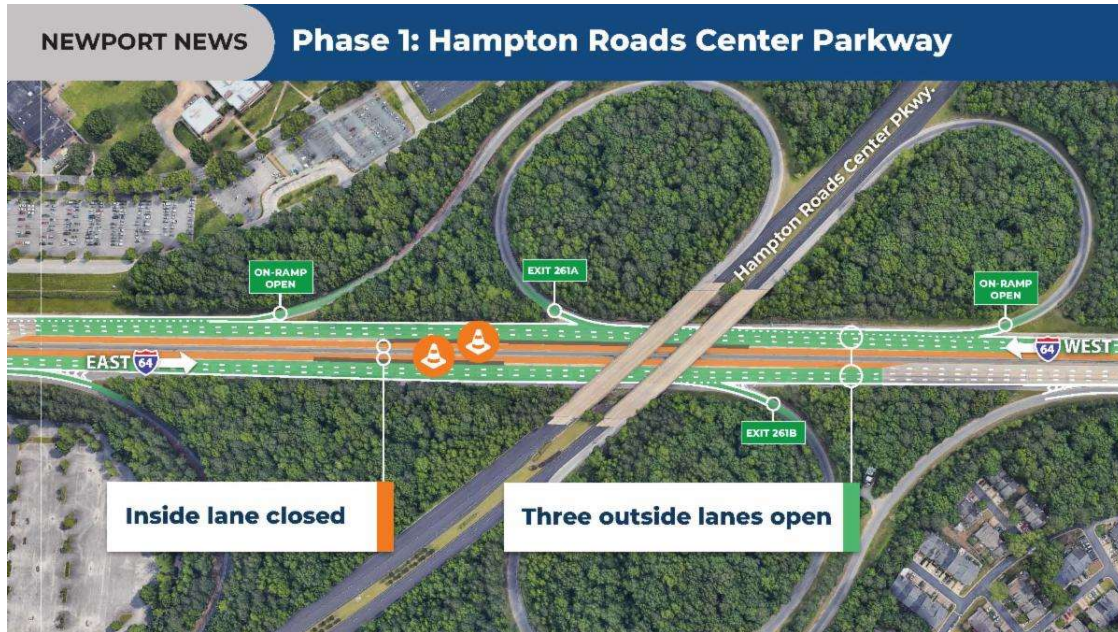 NEWPORT NEWS
Phase 1: Hampton Roads Center Parkway
Hampton Roads Center Pkwy.
ON-RAMP
OPEN
EXIT 261A
ON-RAMP
OPEN
EAST 64
64 WEST
EXIT 261B
Inside lane closed
Three outside lanes open